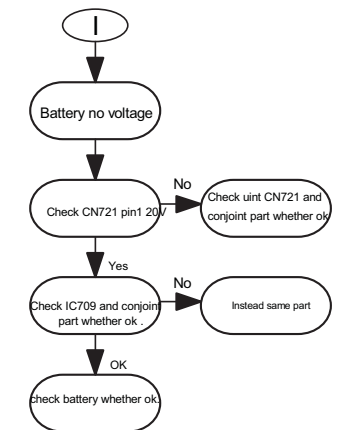 I
Battery no voltage
Check CN721 pin1 20V
No
Check uint CN721 and
conjoint part whether ok
Yes
Check IC709 and conjoint
part whether ok .
No
Instead same part
OK
check battery whether ok.